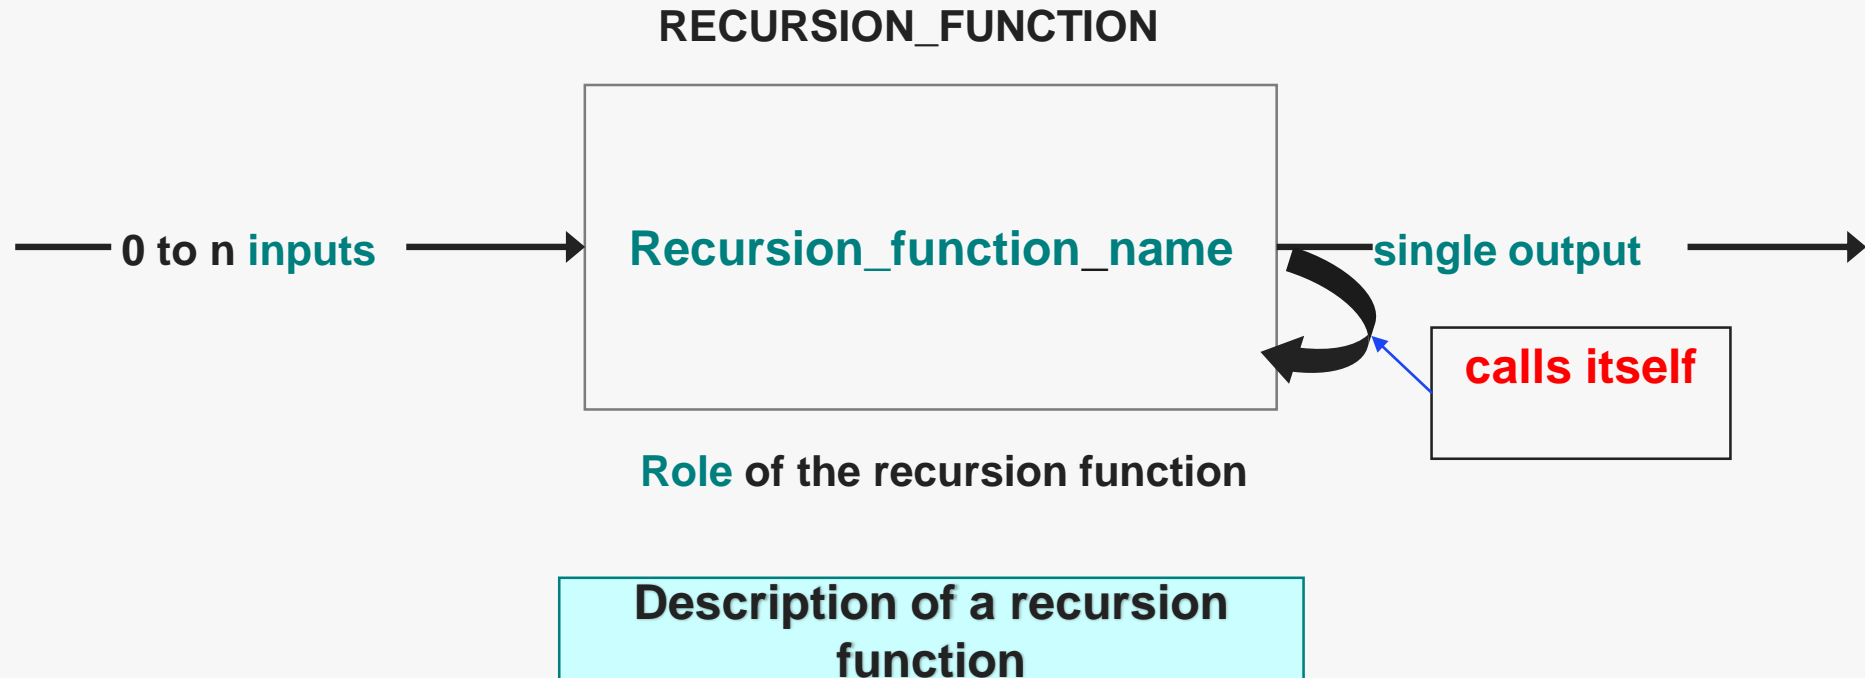 RECURSION_FUNCTION
0 to n inputs
Recursion_function_name
single output
calls itself
Role of the recursion function
Description of a recursion
function